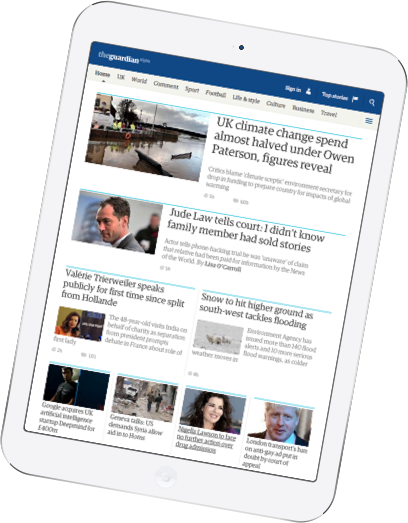 theguardian alpha
Sign in
Top stories
Home UK World Comment Sport Football Life & style Culture Business Travel
UK climate change spend
almost halved under Owen
Paterson, figures reveal
Critics blame 'climate sceptic' environment secretary for
drop in funding to prepare country for impacts of global
warming
Jude Law tells court: I didn't know
family member had sold stories
Actor tells phone-hacking trial he was 'unaware' of claim
that relative had been paid for information by the News
of the World. By Lisa O'Carroll
Valérie Trierweiler speaks
publicly for first time since split
from Hollande
The 48-old visits India on
behalf of charity as separation
from president prompts
debate in France about role of
first lady
Snow to hit higher ground as
south-west tackles flooding
Environment Agency has
issued more than 140 flood
alerts and 10 more serious
flood warnings, as colder
weather moves in
Google acquires UK
artificial intelligence
startup Deepmind for
£400m
Geneva talks: US
demands Syria allow
aid in to Homs
Nigella Lawson to face
no further action over
drug admission
London transport's ban
on anti-gay ad put in
doubt by court of
appeal